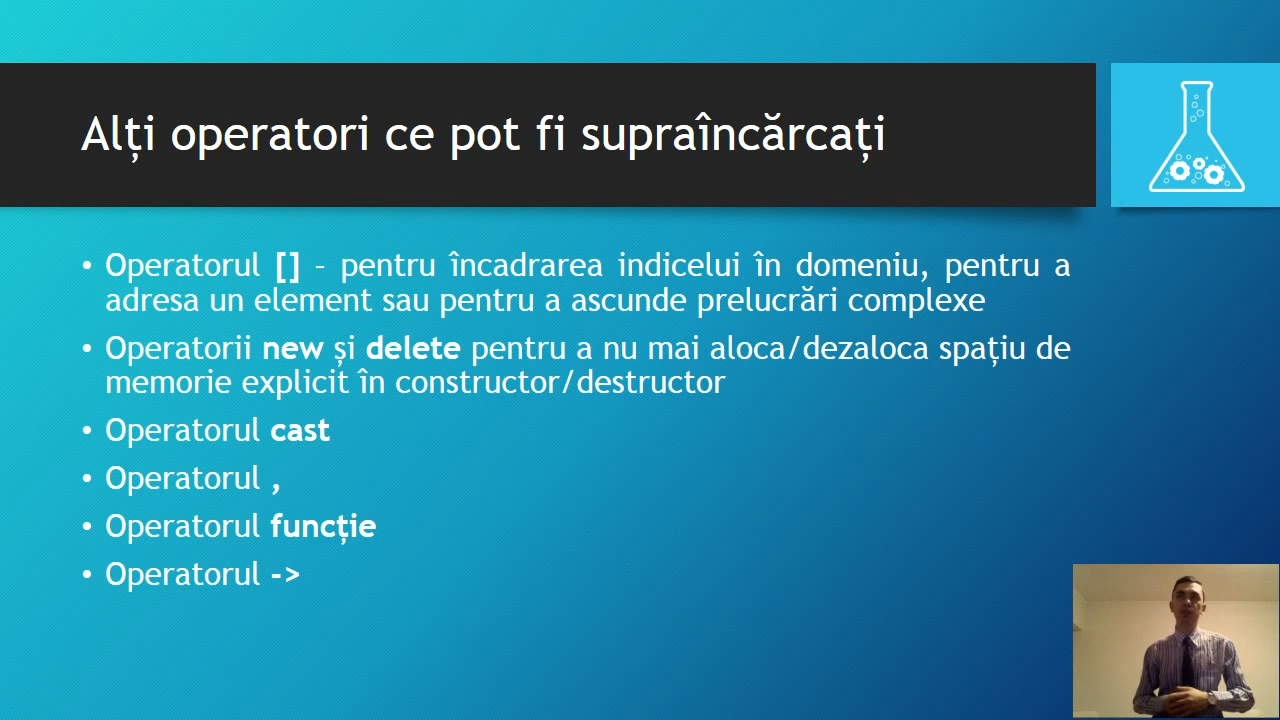 Alți operatori ce pot fi supraîncărcați
• Operatorul [] - pentru încadrarea indicelui în domeniu, pentru a
adresa un element sau pentru a ascunde prelucrări complexe
• Operatorii new și delete pentru a nu mai aloca/dezaloca spațiu de
memorie explicit în constructor/destructor
• Operatorul cast
• Operatorul ,
• Operatorul funcție
• Operatorul ->